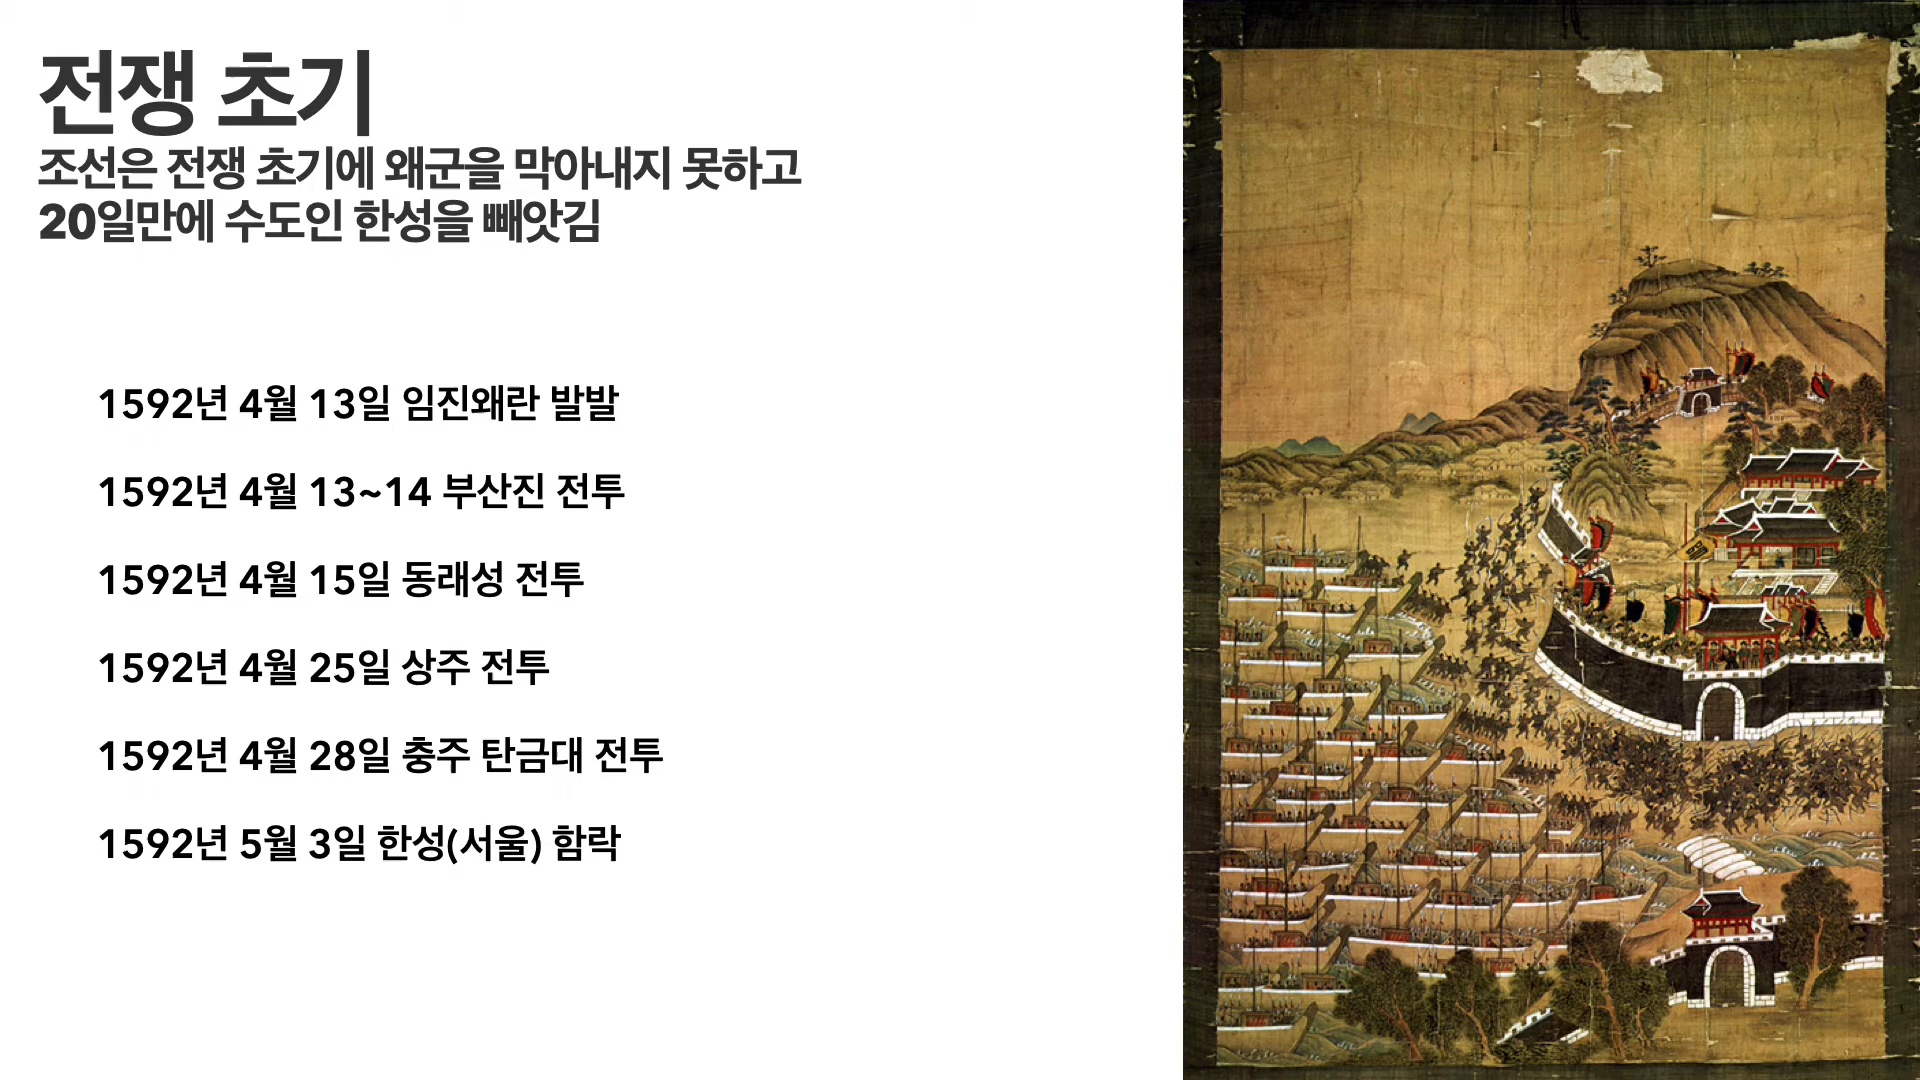 전쟁 초기
조선은 전쟁 초기에 왜군을 막아내지 못하고
20일만에 수도인 한성을 빼앗김
1592년 4월 13일 임진왜란 발발
1592년 4월 13~14 부산진 전투
1592년 4월 15일 동래성 전투
1592년 4월 25일 상주 전투
1592년 4월 28일 충주 탄금대 전투
1592년 5월 3일 한성(서울) 함락